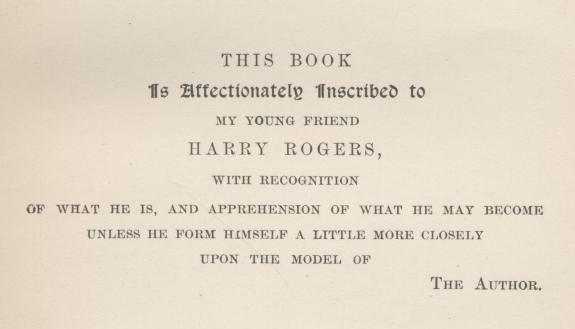 THIS BOOK
Is Affectionately Inscribed to
MY YOUNG FRIEND
HARRY ROGERS,
WITH RECOGNITION
OF WHAT HE IS, AND APPREHENSION OF WHAT HE MAY BECOME
UNLESS HE FORM HIMSELF A LITTLE MORE CLOSELY
UPON THE MODEL OF
THE AUTHOR.